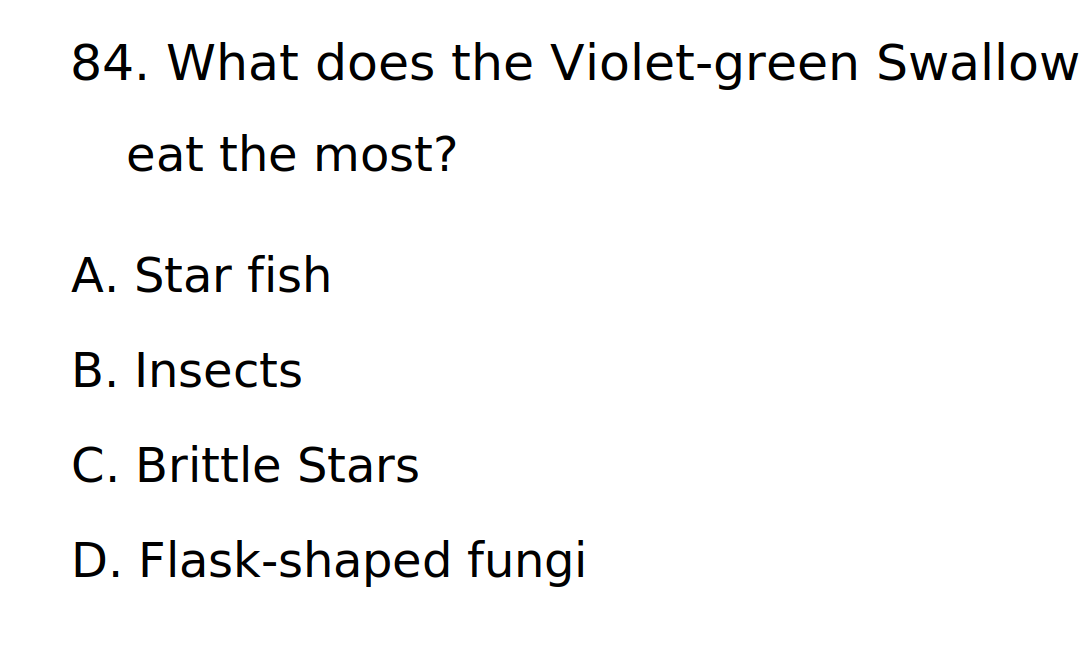 84. What does the Violet-green Swallow
eat the most?
A. Star fish
B. Insects
C. Brittle Stars
D. Flask-shaped fungi